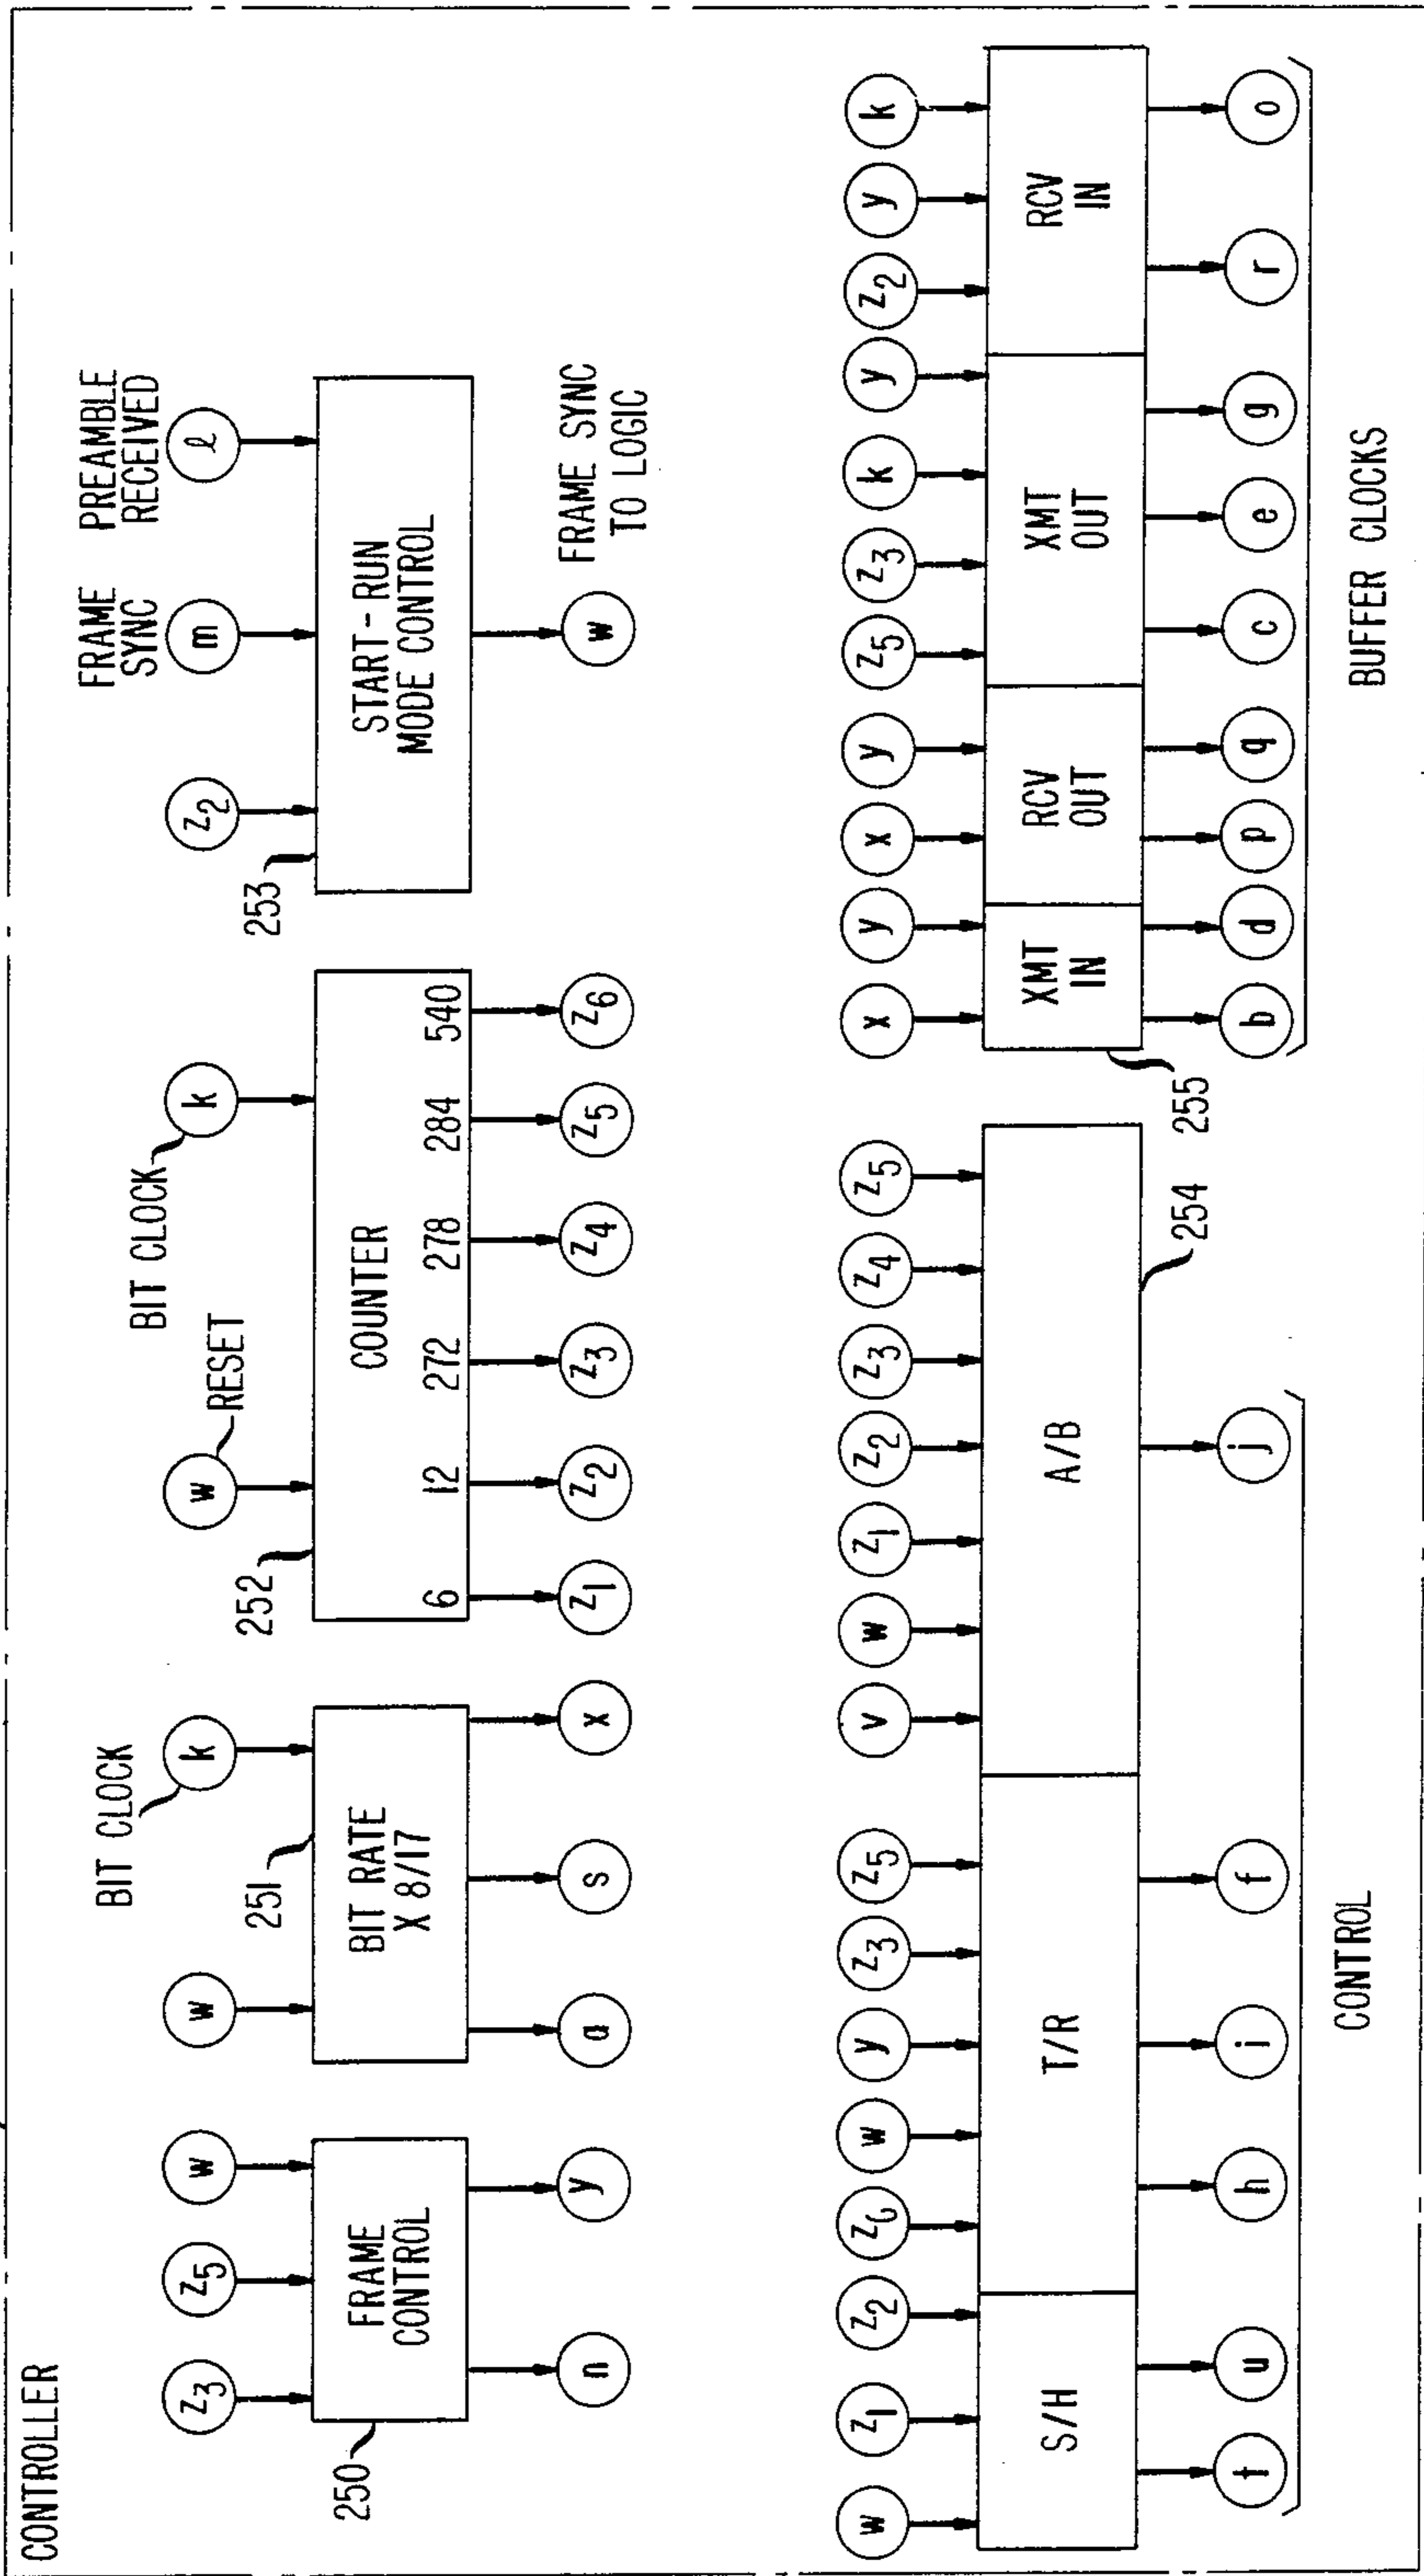 CONTROLLER
z3 z5 w
FRAME
CONTROL
250
n y
BIT CLOCK
w k
251
BIT RATE
X 8/17
a s x
BIT CLOCK
w RESET k
252
COUNTER
6 12 272 278 284 540
z1 z2 z3 z4 z5 z6
FRAME
SYNC
PREAMBLE
RECEIVED
z2 m ℓ
253
START-RUN
MODE CONTROL
w
FRAME SYNC
TO LOGIC
w z1 z2 z6 w y z3 z5 v w z1 z2 z3 z4 z5
S/H T/R A/B
254
t u h i f j
CONTROL
x y x y z5 z3 k y z2 y k
XMT
IN
RCV
OUT
XMT
OUT
RCV
IN
255
b d p q c e g r o
BUFFER CLOCKS